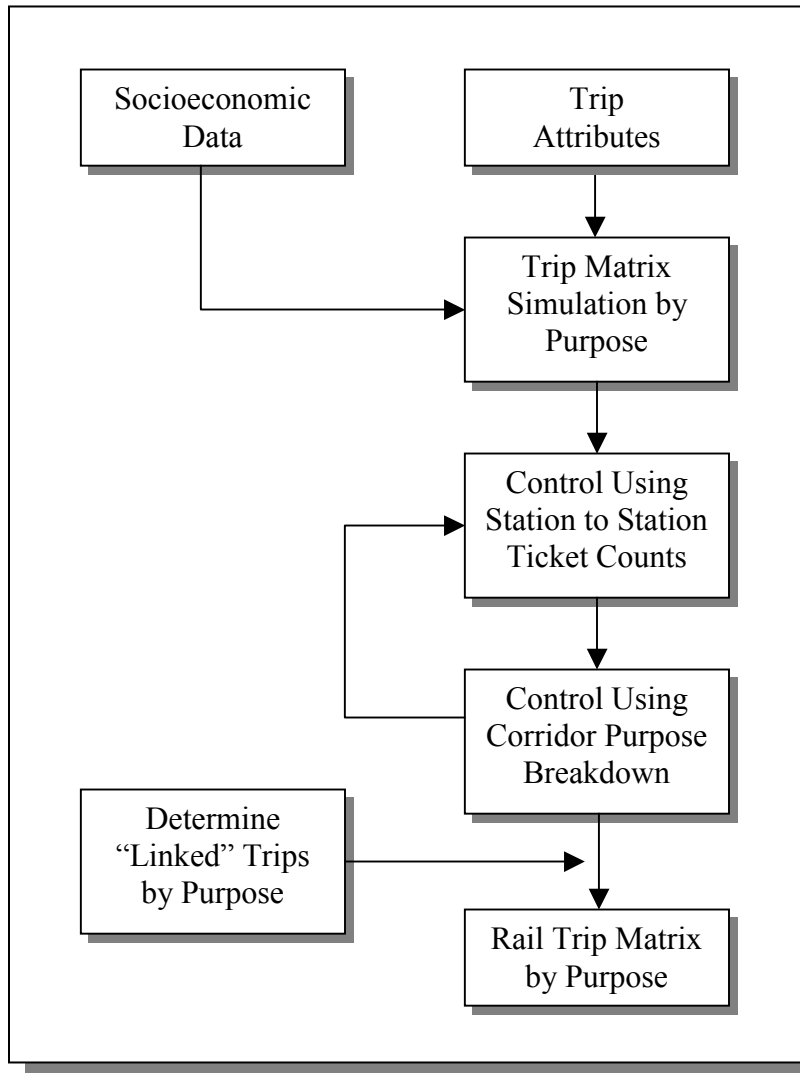 Socioeconomic
Data
Trip
Attributes
Trip Matrix
Simulation by
Purpose
Control Using
Station to Station
Ticket Counts
Control Using
Corridor Purpose
Breakdown
Determine
“Linked” Trips
by Purpose
Rail Trip Matrix
by Purpose